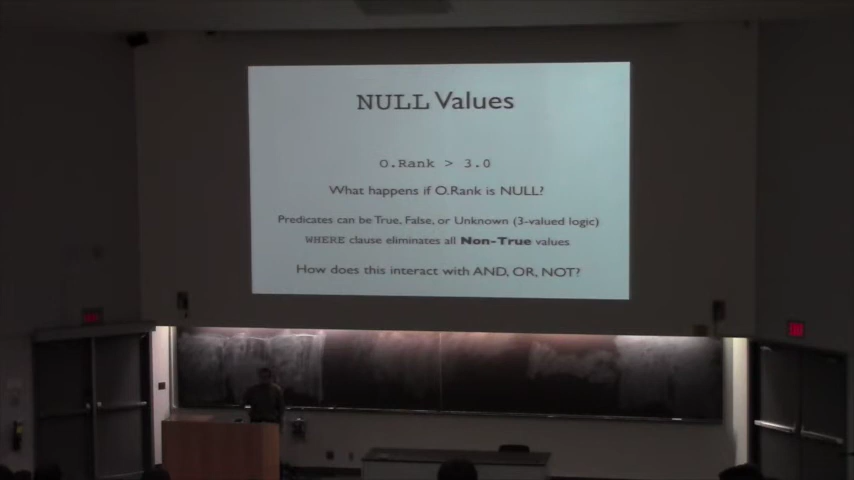 NULL Values
O.Rank > 3.0
What happens if O.Rank is NULL?
Predicates can be True, False, or Unknown (3-valued logic)
WHERE clause eliminates all Non-True values
How does this interact with AND, OR, NOT?